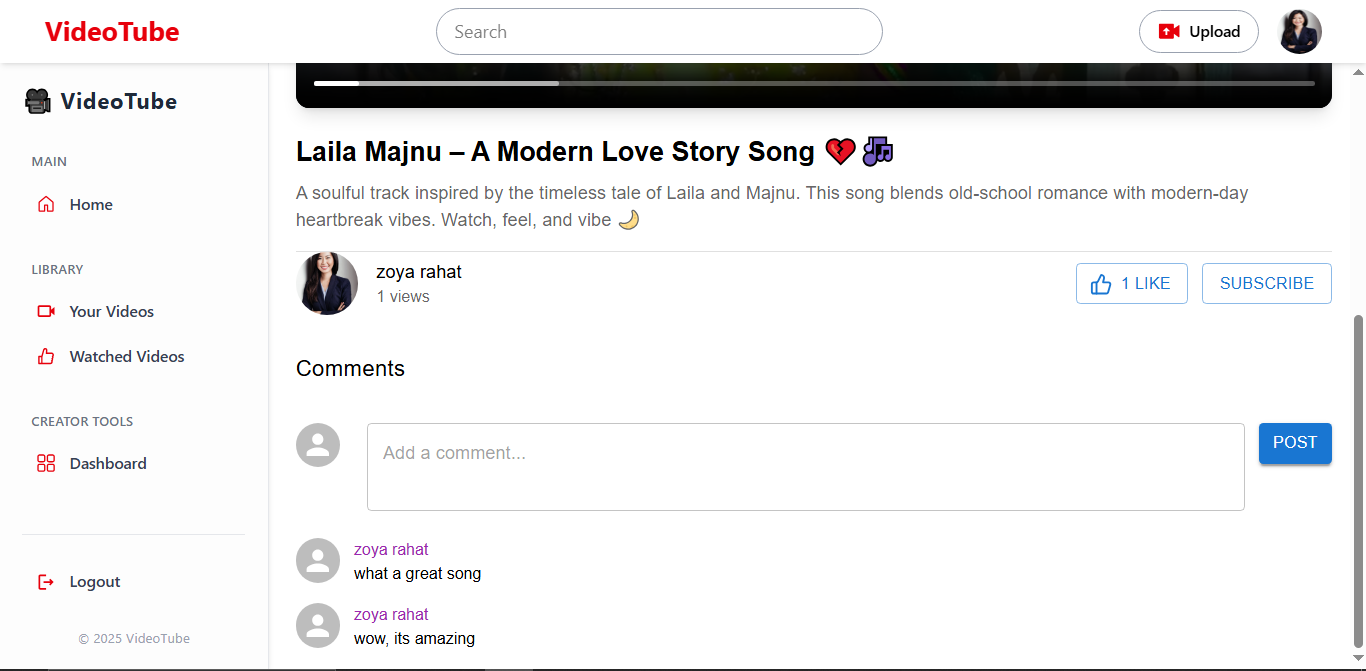 VideoTube
Search
Upload
VideoTube
MAIN
Home
LIBRARY
Your Videos
Watched Videos
CREATOR TOOLS
Dashboard
Logout
© 2025 VideoTube
Laila Majnu – A Modern Love Story Song 💔 🎶
A soulful track inspired by the timeless tale of Laila and Majnu. This song blends old-school romance with modern-day
heartbreak vibes. Watch, feel, and vibe 🌙
zoya rahat
1 views
1 LIKE
SUBSCRIBE
Comments
Add a comment...
POST
zoya rahat
what a great song
zoya rahat
wow, its amazing